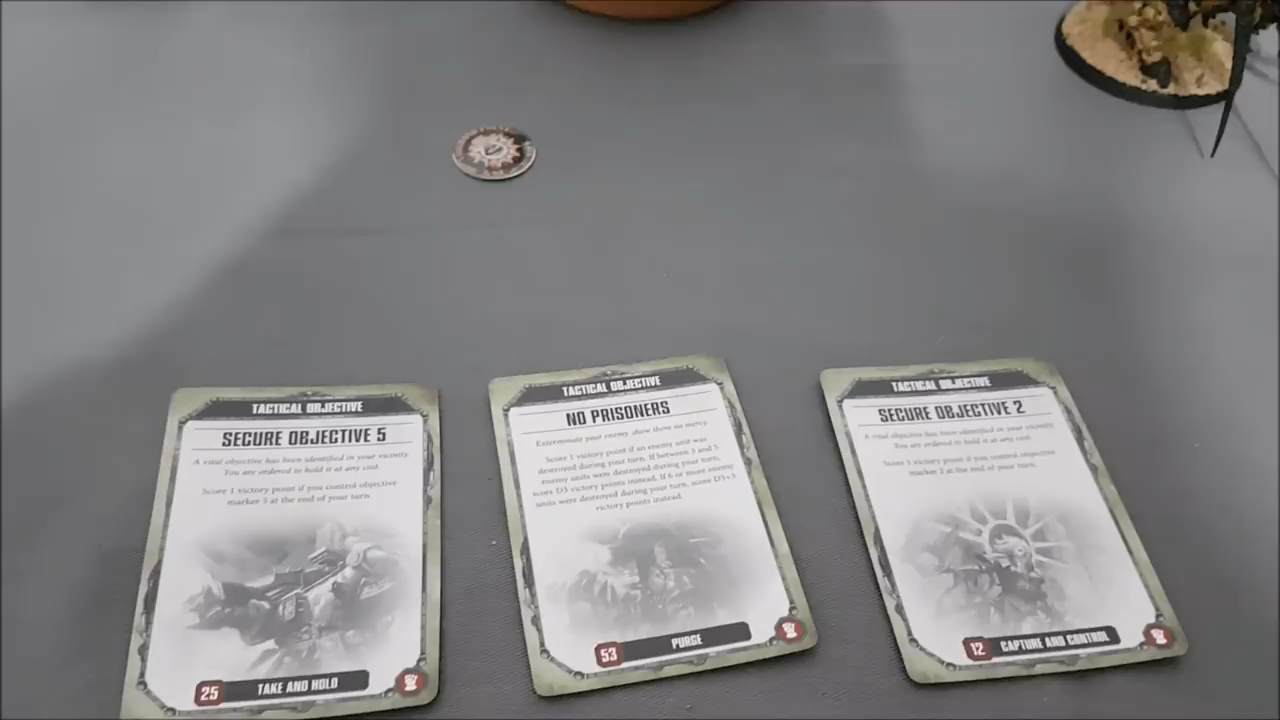 TACTICAL OBJECTIVE
SECURE OBJECTIVE 5
A vital objective has been identified in your vicinity.
You are ordered to hold it at any cost.
Score 1 victory point if you control objective
marker 5 at the end of your turn.
25 TAKE AND HOLD
TACTICAL OBJECTIVE
NO PRISONERS
Exterminate your enemy, show them no mercy.
Score 1 victory point if an enemy unit was
destroyed during your turn. If between 3 and 5
enemy units were destroyed during your turn,
score D3 victory points instead. If 6 or more enemy
units were destroyed during your turn, score D3+3
victory points instead.
53 PURGE
TACTICAL OBJECTIVE
SECURE OBJECTIVE 2
A vital objective has been identified in your vicinity.
You are ordered to hold it at any cost.
Score 1 victory point if you control objective
marker 2 at the end of your turn.
12 CAPTURE AND CONTROL